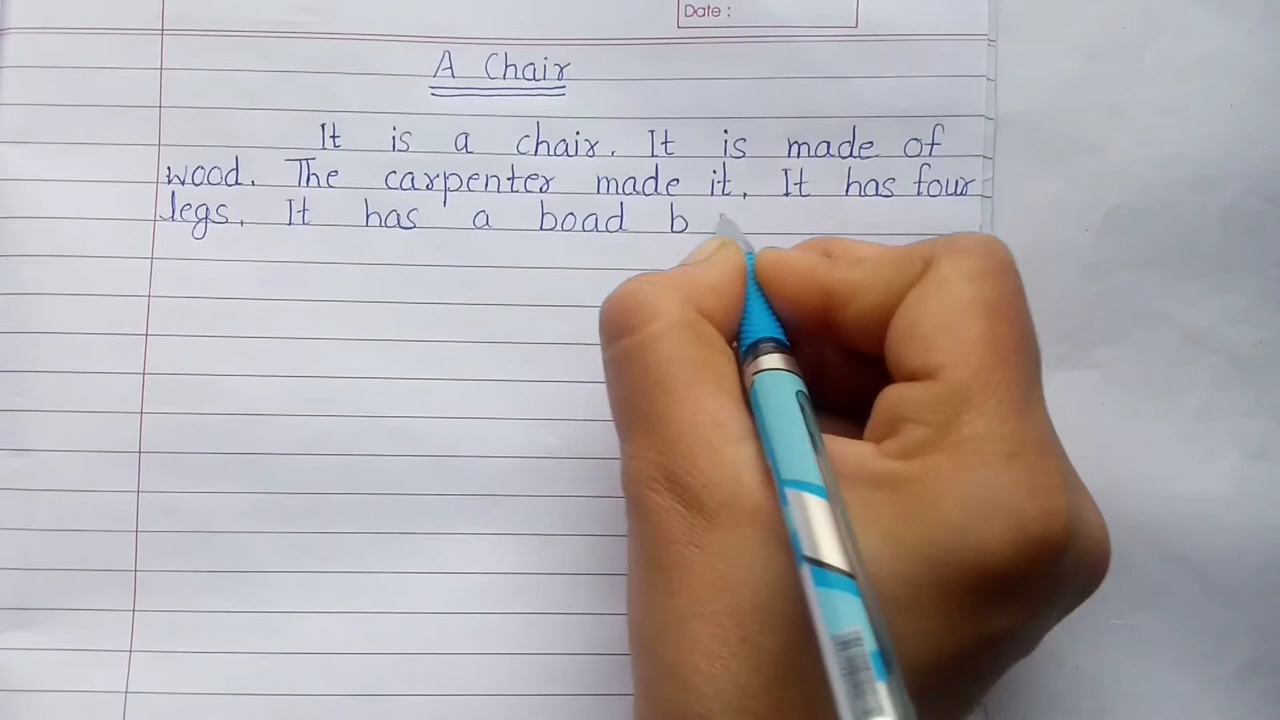 Date :
A Chair
It is a chair. It is made of
wood. The carpenter made it. It has four
legs. It has a boad b